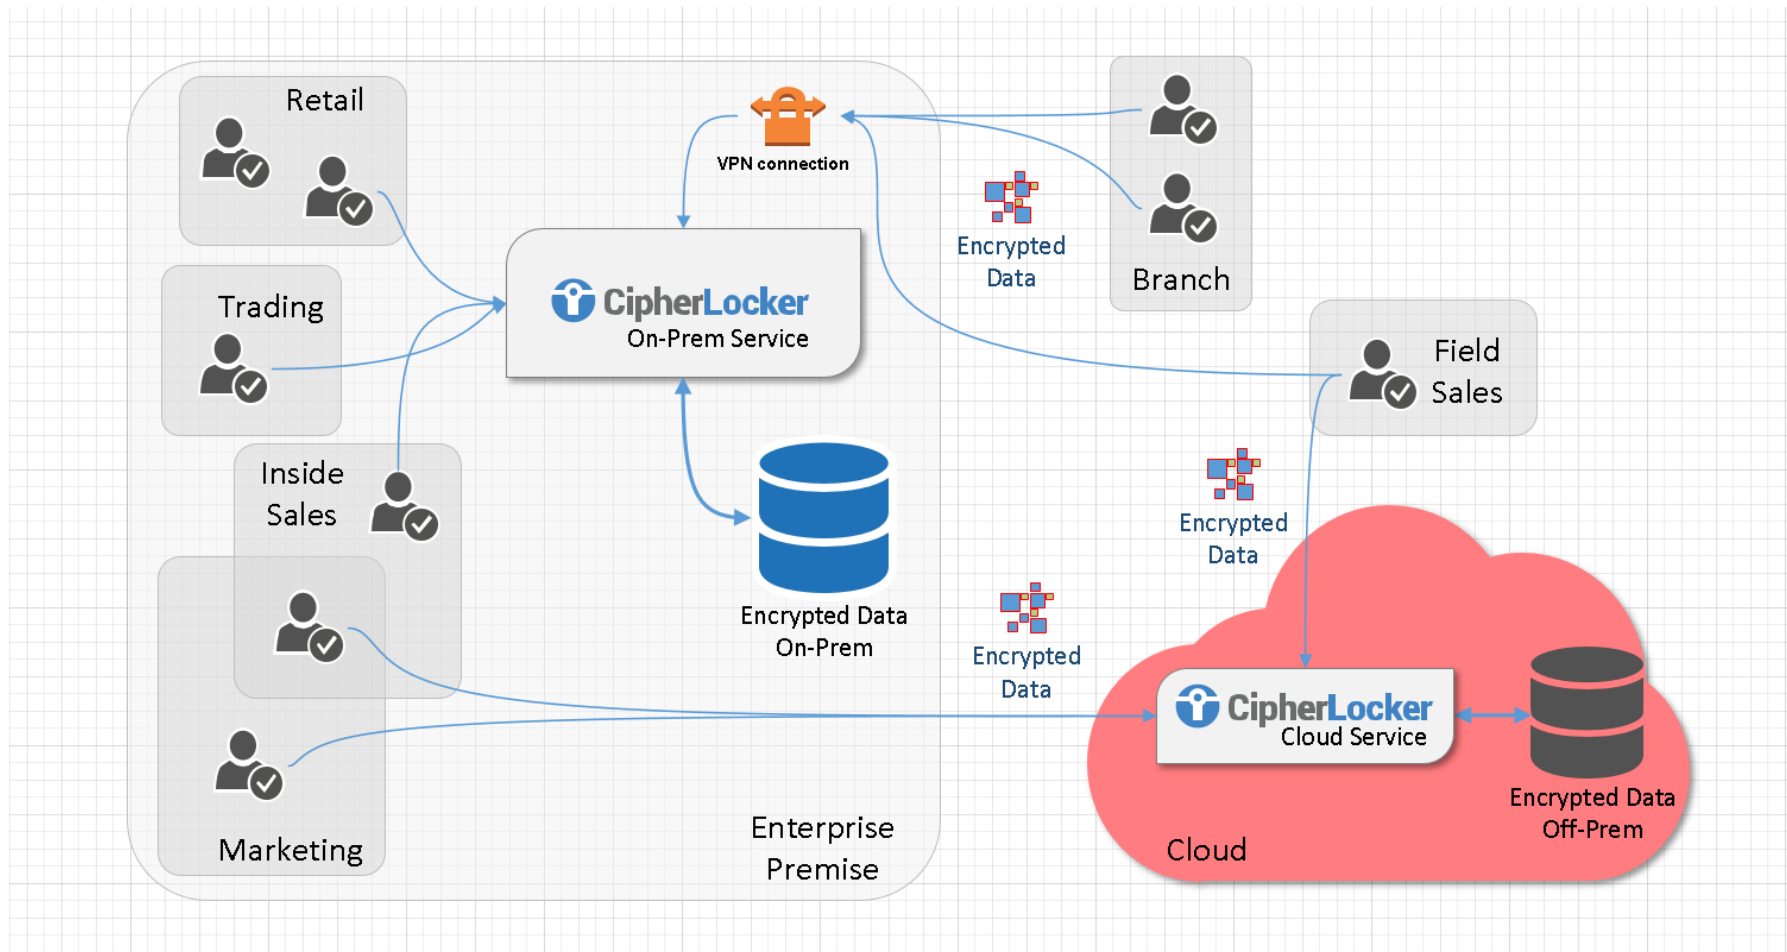 Retail
VPN connection
Encrypted
Data
Branch
Trading
CipherLocker
On-Prem Service
Field
Sales
Inside
Sales
Encrypted
Data
Encrypted Data
On-Prem
Encrypted
Data
CipherLocker
Cloud Service
Encrypted Data
Off-Prem
Marketing
Enterprise
Premise
Cloud